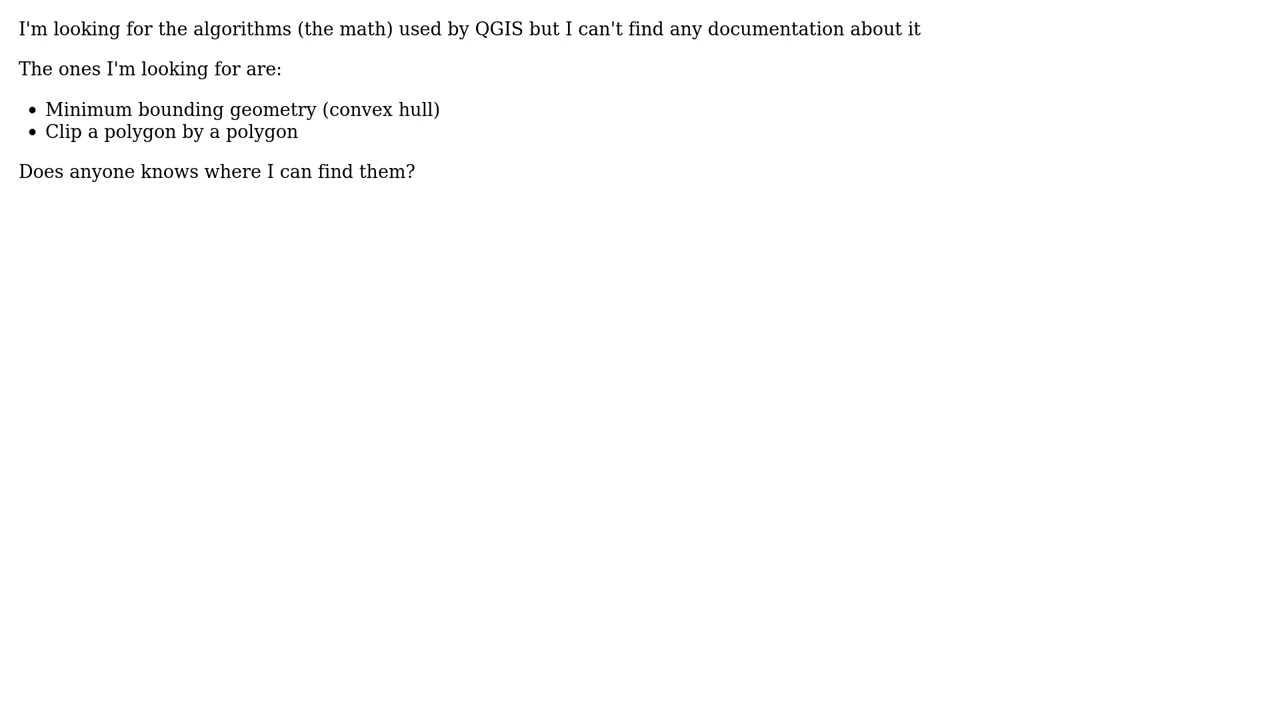 I'm looking for the algorithms (the math) used by QGIS but I can't find any documentation about it
The ones I'm looking for are:
• Minimum bounding geometry (convex hull)
• Clip a polygon by a polygon
Does anyone knows where I can find them?